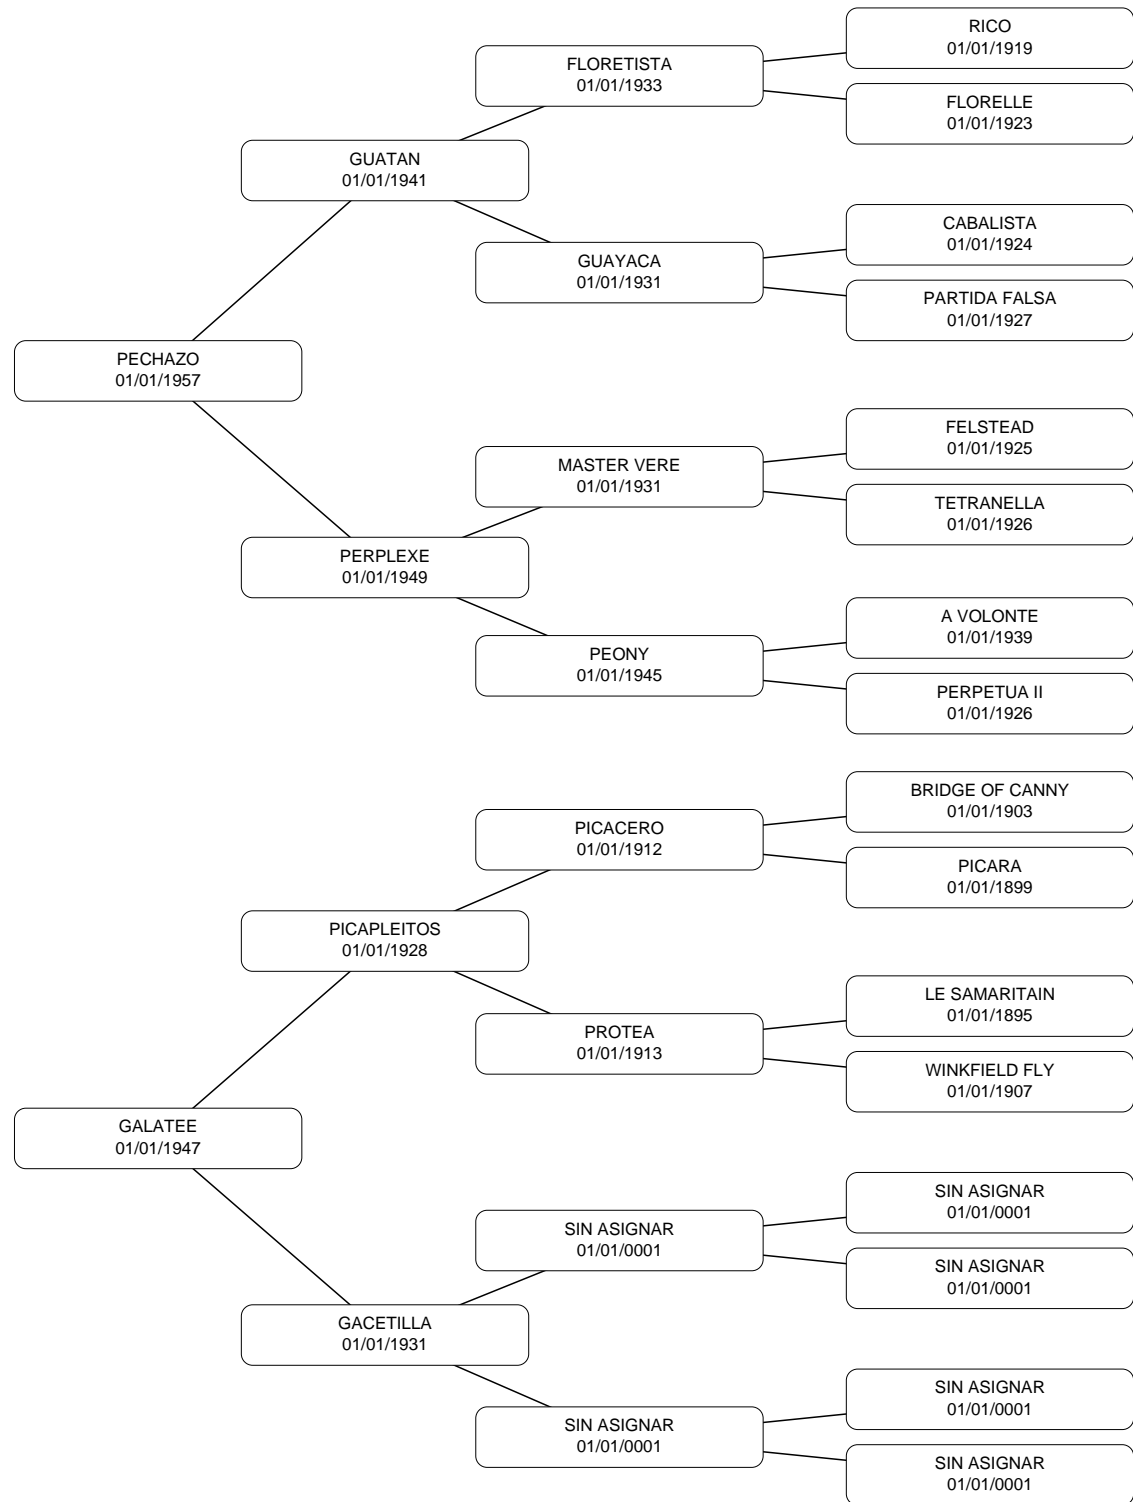 RICO
01/01/1919
FLORETISTA
01/01/1933
FLORELLE
01/01/1923
GUATAN
01/01/1941
CABALISTA
01/01/1924
GUAYACA
01/01/1931
PARTIDA FALSA
01/01/1927
PECHAZO
01/01/1957
FELSTEAD
01/01/1925
MASTER VERE
01/01/1931
TETRANELLA
01/01/1926
PERPLEXE
01/01/1949
A VOLONTE
01/01/1939
PEONY
01/01/1945
PERPETUA II
01/01/1926
BRIDGE OF CANNY
01/01/1903
PICACERO
01/01/1912
PICARA
01/01/1899
PICAPLEITOS
01/01/1928
LE SAMARITAIN
01/01/1895
PROTEA
01/01/1913
WINKFIELD FLY
01/01/1907
GALATEE
01/01/1947
SIN ASIGNAR
01/01/0001
SIN ASIGNAR
01/01/0001
SIN ASIGNAR
01/01/0001
GACETILLA
01/01/1931
SIN ASIGNAR
01/01/0001
SIN ASIGNAR
01/01/0001
SIN ASIGNAR
01/01/0001